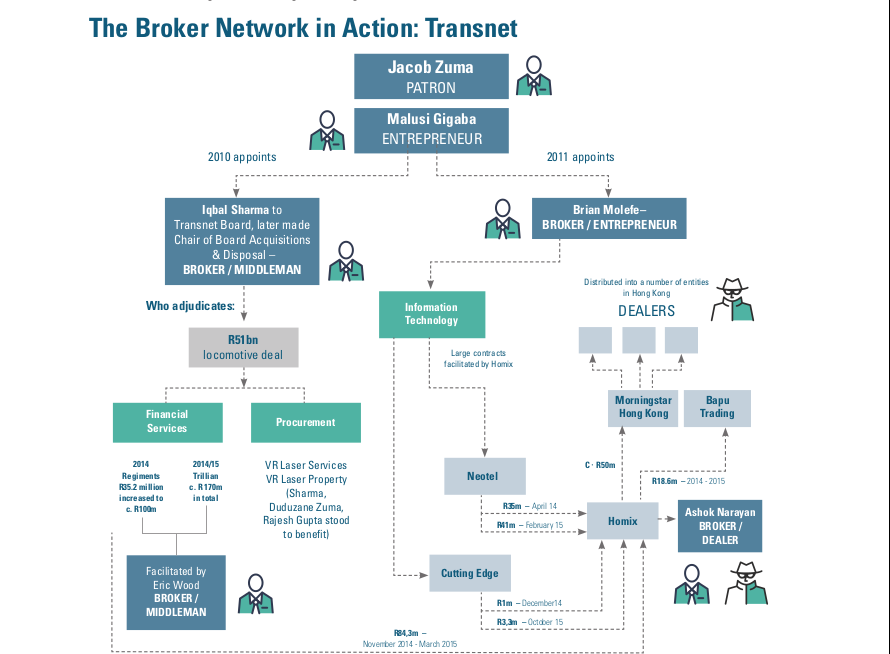 The Broker Network in Action: Transnet
Jacob Zuma
PATRON
Malusi Gigaba
ENTREPRENEUR
2010 appoints
2011 appoints
Iqbal Sharma to
Transnet Board, later made
Chair of Board Acquisitions
& Disposal –
BROKER / MIDDLEMAN
Brian Molefe–
BROKER / ENTREPRENEUR
Who adjudicates:
R51bn
locomotive deal
Financial
Services
Procurement
2014
Regiments
R35.2 million
increased to
c. R100m
2014/15
Trillian
c. R170m
in total
VR Laser Services
VR Laser Property
(Sharma,
Duduzane Zuma,
Rajesh Gupta stood
to benefit)
Facilitated by
Eric Wood
BROKER /
MIDDLEMAN
Information
Technology
Large contracts
facilitated by Homix
Distributed into a number of entities
in Hong Kong
DEALERS
Morningstar
Hong Kong
Bapu
Trading
C · R50m
R18.6m – 2014 - 2015
Neotel
R35m – April 14
R41m – February 15
Homix
Ashok Narayan
BROKER /
DEALER
Cutting Edge
R1m – December14
R3,3m – October 15
R84,3m –
November 2014 - March 2015